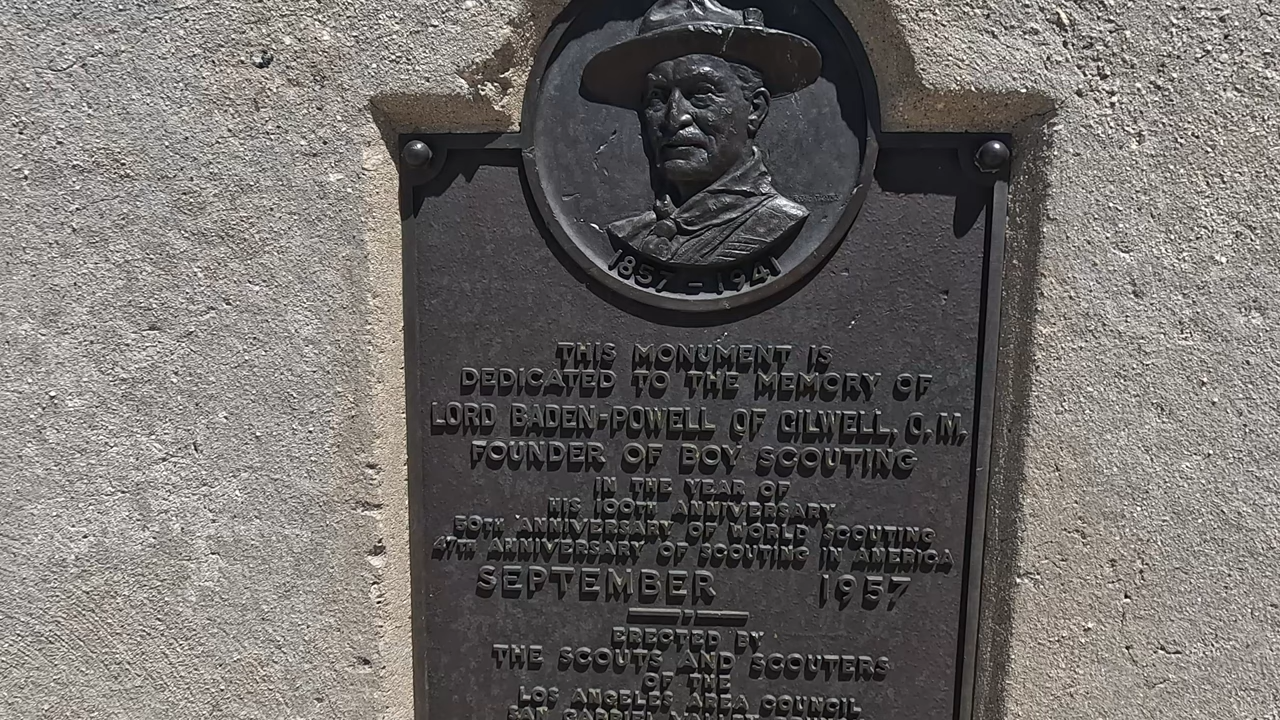 1857 – 1941
THIS MONUMENT IS
DEDICATED TO THE MEMORY OF
LORD BADEN-POWELL OF GILWELL, O.M.
FOUNDER OF BOY SCOUTING
IN THE YEAR OF
HIS 100TH ANNIVERSARY
50TH ANNIVERSARY OF WORLD SCOUTING
47TH ANNIVERSARY OF SCOUTING IN AMERICA
SEPTEMBER 1957
ERECTED BY
THE SCOUTS AND SCOUTERS
OF THE
LOS ANGELES AREA COUNCIL
SAN GABRIEL